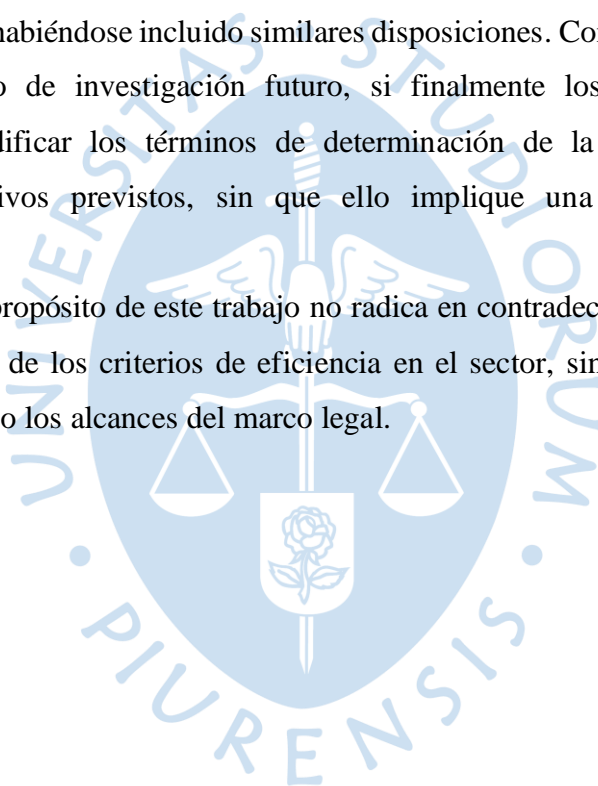 habiéndose incluido similares disposiciones. Con
o de investigación futuro, si finalmente los
dificar los términos de determinación de la
ivos previstos, sin que ello implique una
propósito de este trabajo no radica en contradec
de los criterios de eficiencia en el sector, sin
o los alcances del marco legal.
UNIVERSITAS STUDIORUM
PIURENSIS